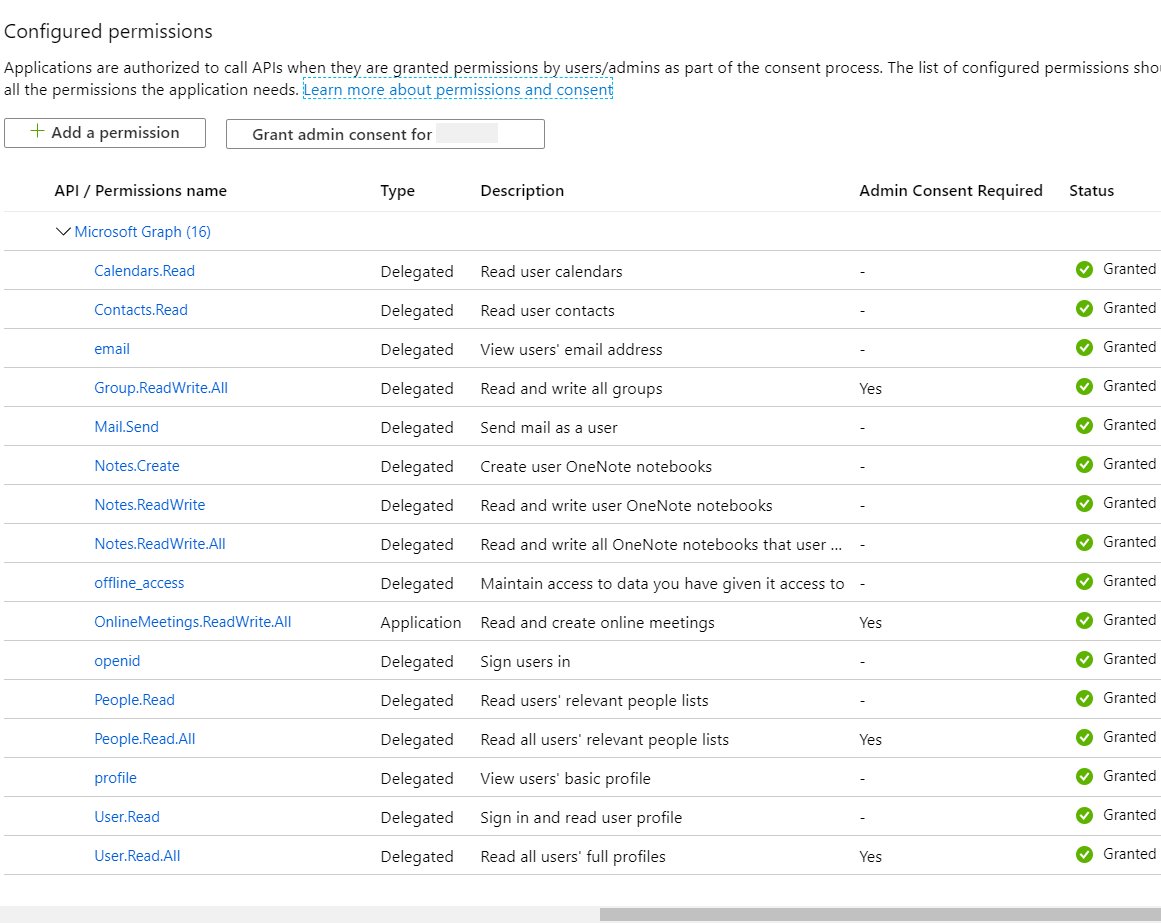 Configured permissions
Applications are authorized to call APIs when they are granted permissions by users/admins as part of the consent process. The list of configured permissions shou
all the permissions the application needs. Learn more about permissions and consent
+ Add a permission Grant admin consent for
API / Permissions name Type Description Admin Consent Required Status
Microsoft Graph (16)
Calendars.Read Delegated Read user calendars - Granted
Contacts.Read Delegated Read user contacts - Granted
email Delegated View users' email address - Granted
Group.ReadWrite.All Delegated Read and write all groups Yes Granted
Mail.Send Delegated Send mail as a user - Granted
Notes.Create Delegated Create user OneNote notebooks - Granted
Notes.ReadWrite Delegated Read and write user OneNote notebooks - Granted
Notes.ReadWrite.All Delegated Read and write all OneNote notebooks that user ... - Granted
offline_access Delegated Maintain access to data you have given it access to - Granted
OnlineMeetings.ReadWrite.All Application Read and create online meetings Yes Granted
openid Delegated Sign users in - Granted
People.Read Delegated Read users' relevant people lists - Granted
People.Read.All Delegated Read all users' relevant people lists Yes Granted
profile Delegated View users' basic profile - Granted
User.Read Delegated Sign in and read user profile - Granted
User.Read.All Delegated Read all users' full profiles Yes Granted